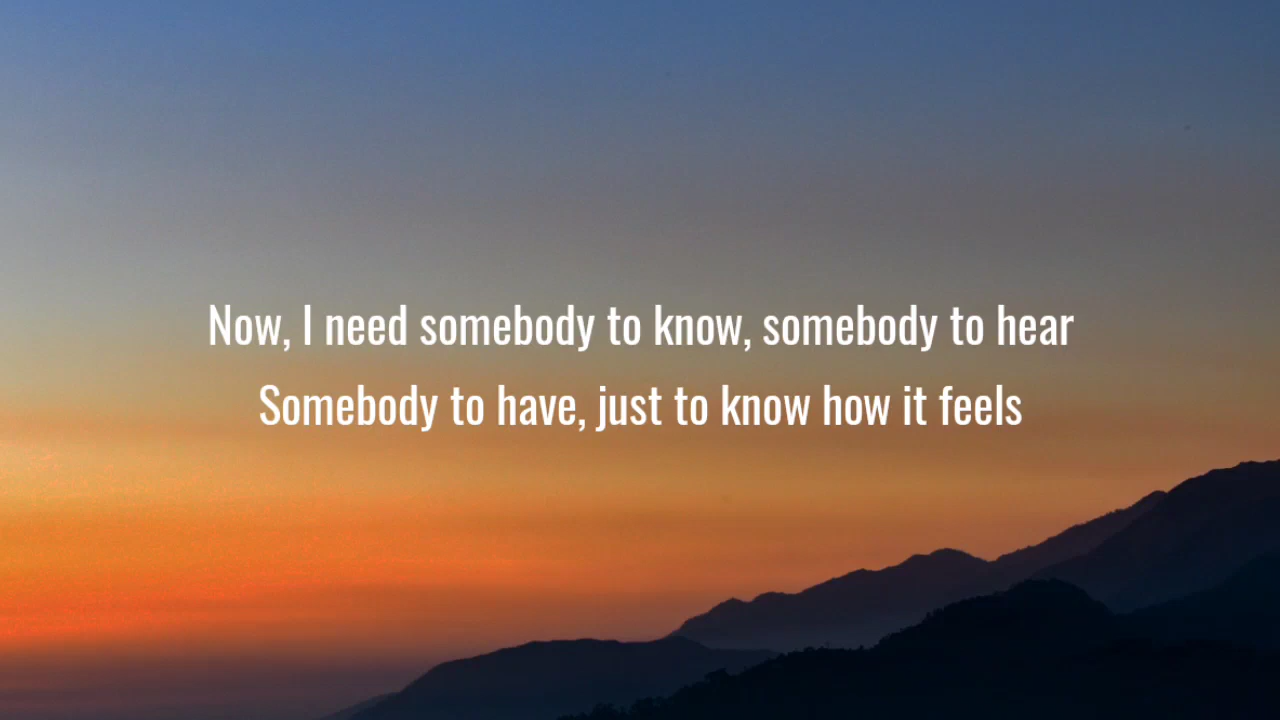 Now, I need somebody to know, somebody to hear
Somebody to have, just to know how it feels